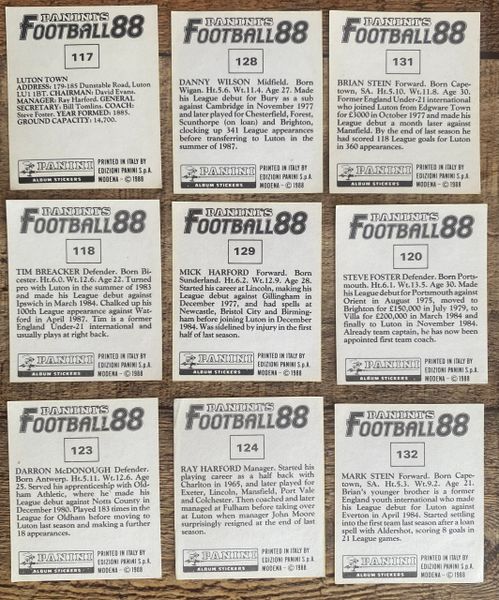 PANINI'S
FOOTBALL 88
117
LUTON TOWN
ADDRESS: 179-185 Dunstable Road, Luton
LU1 1BT. CHAIRMAN: David Evans.
MANAGER: Ray Harford. GENERAL
SECRETARY: Bill Tomlins. COACH:
Steve Foster. YEAR FORMED: 1885.
GROUND CAPACITY: 14,700.
PANINI
ALBUM STICKERS
PRINTED IN ITALY BY
EDIZIONI PANINI S.p.A.
MODENA - © 1988
PANINI'S
FOOTBALL 88
128
DANNY WILSON Midfield. Born
Wigan. Ht.5.6. Wt.11.4. Age 27. Made
his League debut for Bury as a sub
against Cambridge in November 1977
and later played for Chesterfield, Forest,
Scunthorpe (on loan) and Brighton,
clocking up 341 League appearances
before transferring to Luton in the
summer of 1987.
PANINI
ALBUM STICKERS
PRINTED IN ITALY BY
EDIZIONI PANINI S.p.A.
MODENA - © 1988
PANINI'S
FOOTBALL 88
131
BRIAN STEIN Forward. Born Cape-
town, SA. Ht.5.10. Wt.11.8. Age 30.
Former England Under-21 international
who joined Luton from Edgware Town
for £3000 in October 1977 and made his
League debut a month later against
Mansfield. By the end of last season he
had scored 118 League goals for Luton
in 360 appearances.
PANINI
ALBUM STICKERS
PRINTED IN ITALY BY
EDIZIONI PANINI S.p.A.
MODENA - © 1988
PANINI'S
FOOTBALL 88
118
TIM BREACKER Defender. Born Bi-
cester. Ht.6.0. Wt.12.6. Age 22. Turned
pro with Luton in the summer of 1983
and made his League debut against
Ipswich in March 1984. Chalked up his
100th League appearance against Wat-
ford in April 1987. Tim is a former
England Under-21 international and
usually plays at right back.
PANINI
ALBUM STICKERS
PRINTED IN ITALY BY
EDIZIONI PANINI S.p.A.
MODENA - © 1988
PANINI'S
FOOTBALL 88
129
MICK HARFORD Forward. Born
Sunderland. Ht.6.2. Wt.12.9. Age 28.
Started his career at Lincoln, making his
League debut against Gillingham in
December 1977, and had spells at
Newcastle, Bristol City and Birming-
ham before joining Luton in December
1984. Was sidelined by injury in the first
half of last season.
PANINI
ALBUM STICKERS
PRINTED IN ITALY BY
EDIZIONI PANINI S.p.A.
MODENA - © 1988
PANINI'S
FOOTBALL 88
120
STEVE FOSTER Defender. Born Ports-
mouth. Ht.6.1. Wt.13.5. Age 30. Made
his League debut for Portsmouth against
Orient in August 1975, moved to
Brighton for £150,000 in July 1979, to
Villa for £200,000 in March 1984 and
finally to Luton in November 1984.
Already team captain, he has now been
appointed first team coach.
PANINI
ALBUM STICKERS
PRINTED IN ITALY BY
EDIZIONI PANINI S.p.A.
MODENA - © 1988
PANINI'S
FOOTBALL 88
123
DARRON McDONOUGH Defender.
Born Antwerp. Ht.5.11. Wt.12.6. Age
25. Served his apprenticeship with Old-
ham Athletic, where he made his
League debut against Notts County in
December 1980. Played 183 times in the
League for Oldham before moving to
Luton last season and making a further
18 appearances.
PANINI
ALBUM STICKERS
PRINTED IN ITALY BY
EDIZIONI PANINI S.p.A.
MODENA - © 1988
PANINI'S
FOOTBALL 88
124
RAY HARFORD Manager. Started his
playing career as a half back with
Charlton in 1965, and later played for
Exeter, Lincoln, Mansfield, Port Vale
and Colchester. Then coached and later
managed at Fulham before taking over
at Luton when manager John Moore
surprisingly resigned at the end of last
season.
PANINI
ALBUM STICKERS
PRINTED IN ITALY BY
EDIZIONI PANINI S.p.A.
MODENA - © 1988
PANINI'S
FOOTBALL 88
132
MARK STEIN Forward. Born Cape-
town, SA. Ht.5.3. Wt.9.2. Age 21.
Brian's younger brother is a former
England youth international who made
his League debut for Luton against
Everton in April 1984. Started settling
into the first team last season after a loan
spell with Aldershot, scoring 8 goals in
21 League games.
PANINI
ALBUM STICKERS
PRINTED IN ITALY BY
EDIZIONI PANINI S.p.A.
MODENA - © 1988